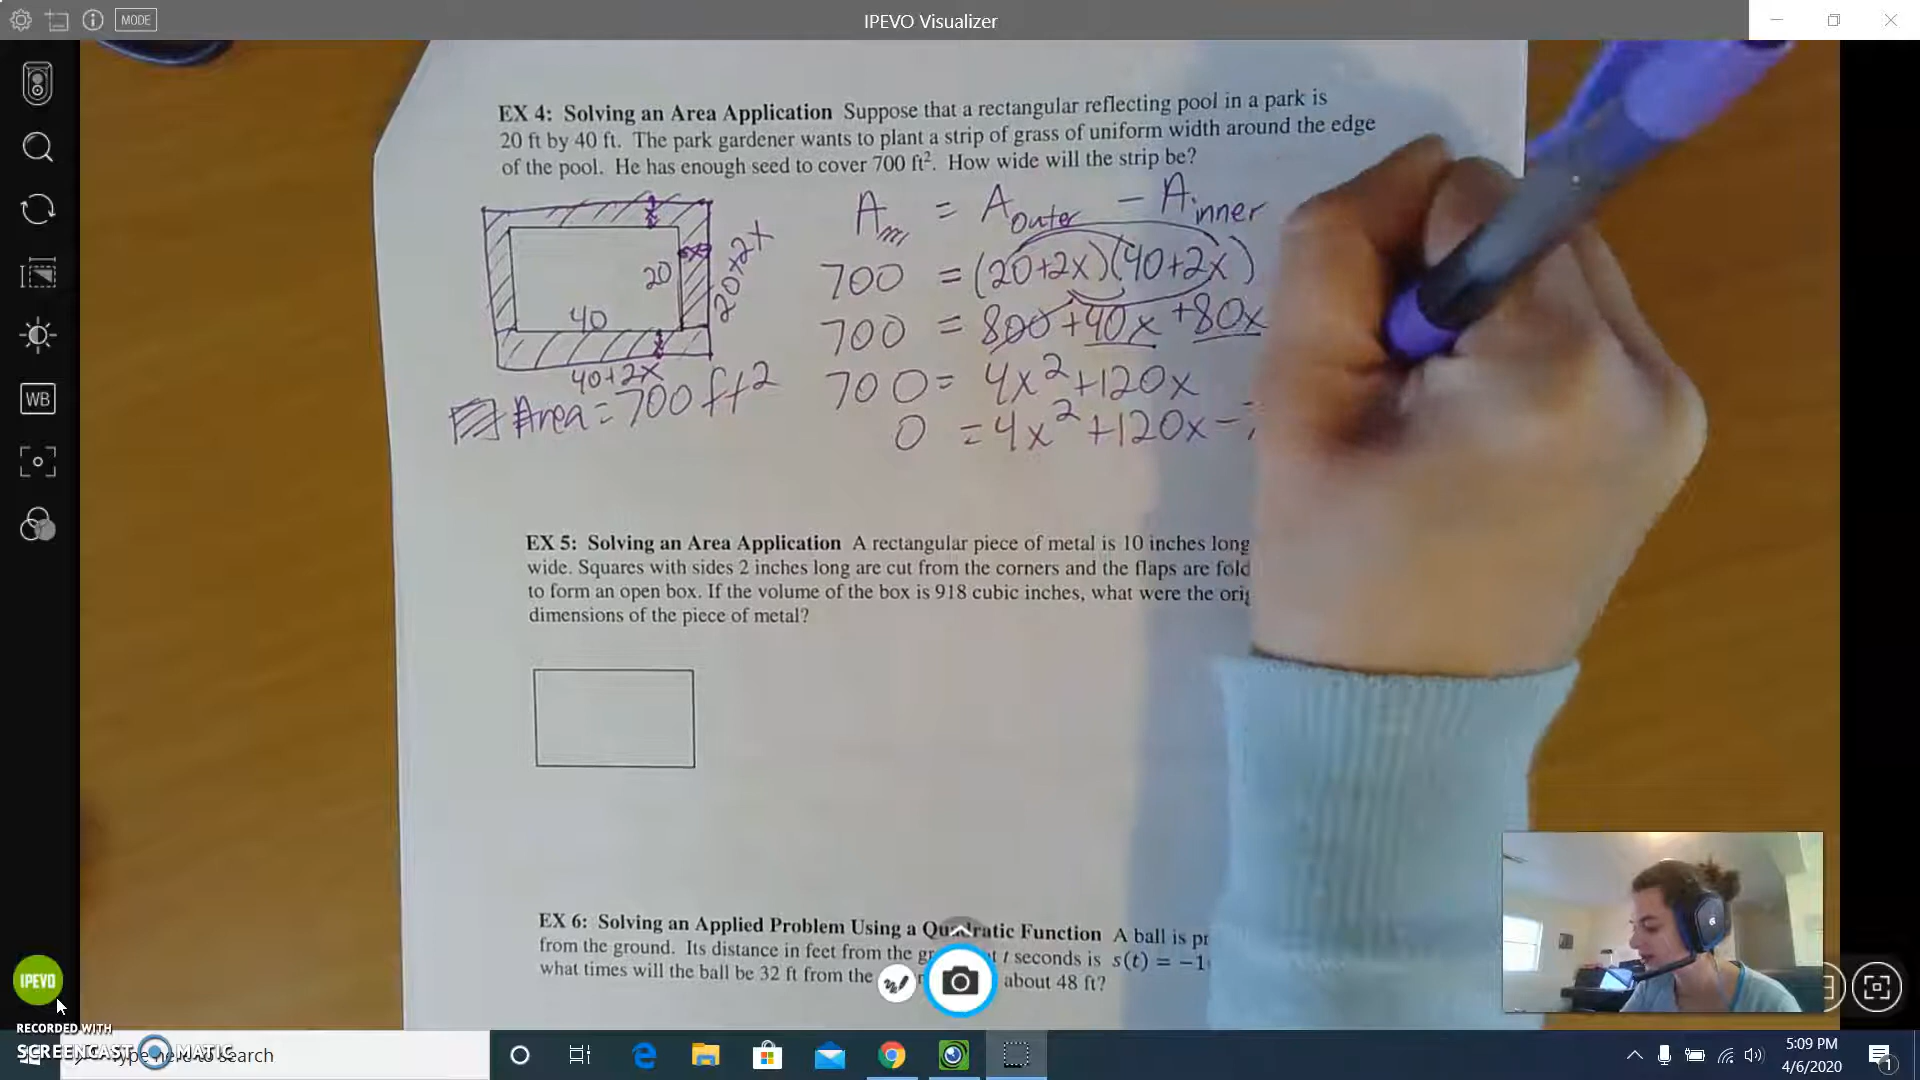 MODE
IPEVO Visualizer
EX 4: Solving an Area Application Suppose that a rectangular reflecting pool in a park is
20 ft by 40 ft. The park gardener wants to plant a strip of grass of uniform width around the edge
of the pool. He has enough seed to cover 700 ft². How wide will the strip be?
A = A outer - A inner
700 = (20+2x)(40+2x)
700 = 800 + 40x + 80x
700 = 4x² + 120x
0 = 4x² + 120x -
x
x
20
20+2x
40
x
40+2x
Area = 700 ft²
WB
EX 5: Solving an Area Application A rectangular piece of metal is 10 inches long
wide. Squares with sides 2 inches long are cut from the corners and the flaps are
to form an open box. If the volume of the box is 918 cubic inches, what were the
dimensions of the piece of metal?
EX 6: Solving an Applied Problem Using a Quadratic Function A ball is
from the ground. Its distance in feet from the t seconds is s(t) = −1
what times will the ball be 32 ft from the about 48 ft?
IPEVO
RECORDED WITH
SCREENCAST MATIC
Type here to search
5:09 PM
4/6/2020
1